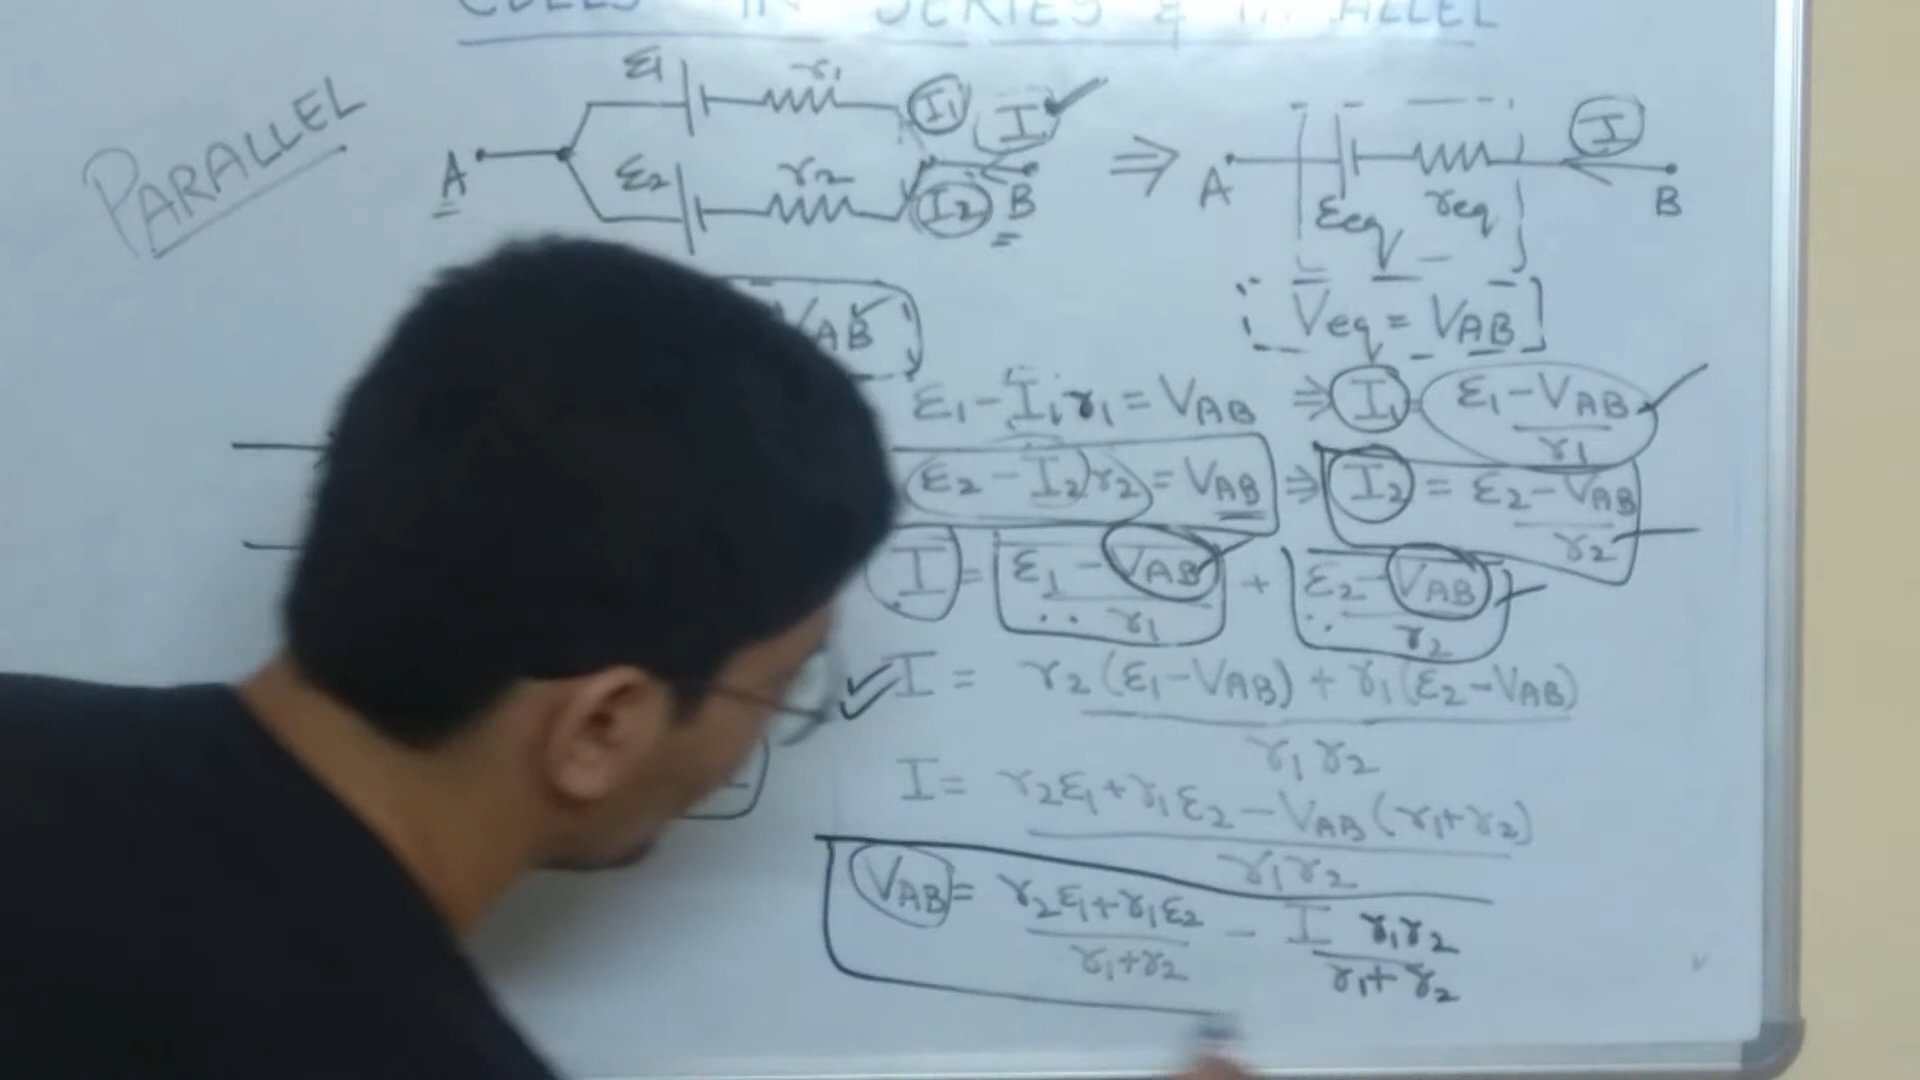 CELLS IN SERIES & PARALLEL
PARALLEL
ε1 r1 I1 I
A ε2 r2 I2 B
⇒ A εeq req I B
VAB
Veq = VAB
ε1 - I1r1 = VAB ⇒ I1 = ε1 - VAB / r1
ε2 - I2r2 = VAB ⇒ I2 = ε2 - VAB / r2
I = ε1 - VAB / r1 + ε2 - VAB / r2
I = r2(ε1 - VAB) + r1(ε2 - VAB) / r1r2
I = r2ε1 + r1ε2 - VAB(r1 + r2) / r1r2
VAB = r2ε1 + r1ε2 / r1 + r2 - I r1r2 / r1 + r2